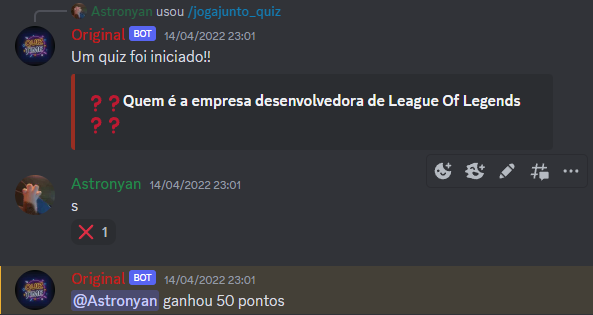 Astronyan usou /jogajunto_quiz
Original BOT 14/04/2022 23:01
Um quiz foi iniciado!!
❓❓Quem é a empresa desenvolvedora de League Of Legends
❓❓
Astronyan 14/04/2022 23:01
s
❌ 1
Original BOT 14/04/2022 23:01
@Astronyan ganhou 50 pontos